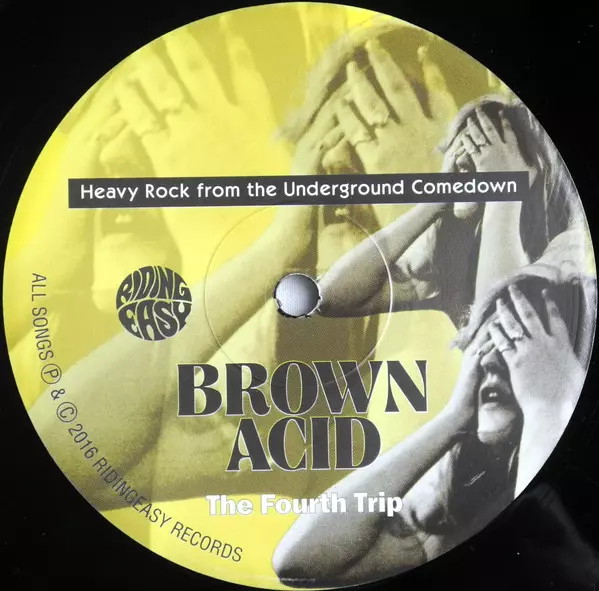 Heavy Rock from the Underground Comedown
RIDING
EASY
BROWN
ACID
The Fourth Trip
ALL SONGS Ⓟ & © 2016 RIDINGEASY RECORDS